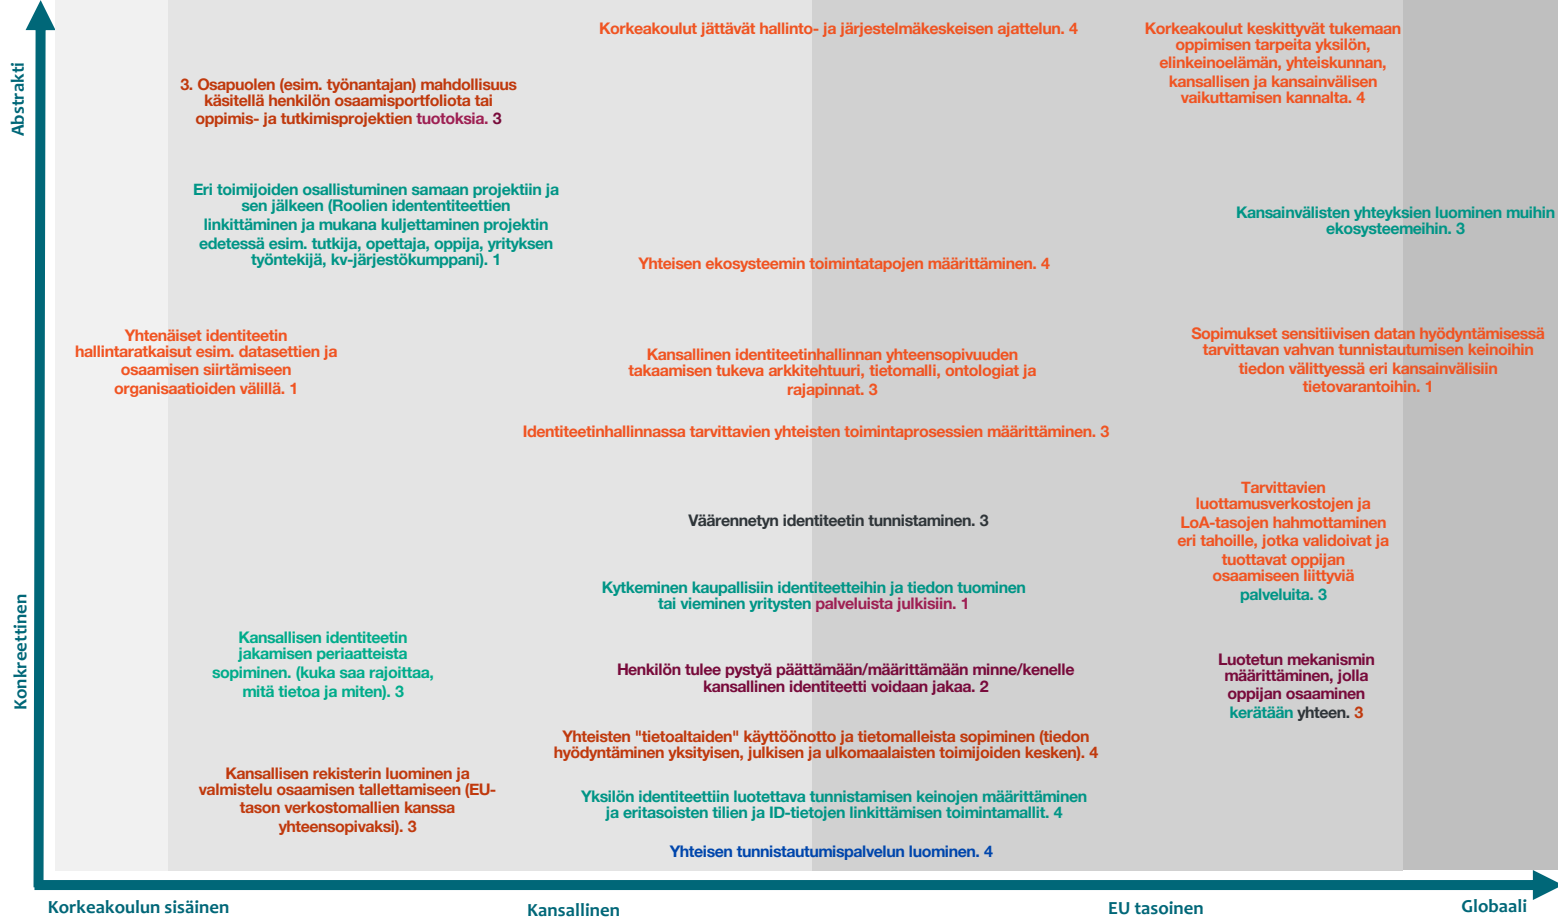 Abstrakti
Konkreettinen
Korkeakoulut jättävät hallinto- ja järjestelmäkeskeisen ajattelun. 4
Korkeakoulut keskittyvät tukemaan
oppimisen tarpeita yksilön,
elinkeinoelämän, yhteiskunnan,
kansallisen ja kansainvälisen
vaikuttamisen kannalta. 4
3. Osapuolen (esim. työnantajan) mahdollisuus
käsitellä henkilön osaamisportfoliota tai
oppimis- ja tutkimisprojektien tuotoksia. 3
Eri toimijoiden osallistuminen samaan projektiin ja
sen jälkeen (Roolien idententiteettien
linkittäminen ja mukana kuljettaminen projektin
edetessä esim. tutkija, opettaja, oppija, yrityksen
työntekijä, kv-järjestökumppani). 1
Kansainvälisten yhteyksien luominen muihin
ekosysteemeihin. 3
Yhteisen ekosysteemin toimintatapojen määrittäminen. 4
Yhtenäiset identiteetin
hallintaratkaisut esim. datasettien ja
osaamisen siirtämiseen
organisaatioiden välillä. 1
Kansallinen identiteetinhallinnan yhteensopivuuden
takaamisen tukeva arkkitehtuuri, tietomalli, ontologiat ja
rajapinnat. 3
Sopimukset sensitiivisen datan hyödyntämisessä
tarvittavan vahvan tunnistautumisen keinoihin
tiedon välittyessä eri kansainvälisiin
tietovarantoihin. 1
Identiteetinhallinnassa tarvittavien yhteisten toimintaprosessien määrittäminen. 3
Väärennetyn identiteetin tunnistaminen. 3
Tarvittavien
luottamusverkostojen ja
LoA-tasojen hahmottaminen
eri tahoille, jotka validoivat ja
tuottavat oppijan
osaamiseen liittyviä
palveluita. 3
Kytkeminen kaupallisiin identiteetteihin ja tiedon tuominen
tai vieminen yritysten palveluista julkisiin. 1
Kansallisen identiteetin
jakamisen periaatteista
sopiminen. (kuka saa rajoittaa,
mitä tietoa ja miten). 3
Henkilön tulee pystyä päättämään/määrittämään minne/kenelle
kansallinen identiteetti voidaan jakaa. 2
Luotetun mekanismin
määrittäminen, jolla
oppijan osaaminen
kerätään yhteen. 3
Yhteisten "tietoaltaiden" käyttöönotto ja tietomalleista sopiminen (tiedon
hyödyntäminen yksityisen, julkisen ja ulkomaalaisten toimijoiden kesken). 4
Kansallisen rekisterin luominen ja
valmistelu osaamisen tallettamiseen (EU-
tason verkostomallien kanssa
yhteensopivaksi). 3
Yksilön identiteettiin luotettava tunnistamisen keinojen määrittäminen
ja eritasoisten tilien ja ID-tietojen linkittämisen toimintamallit. 4
Yhteisen tunnistautumispalvelun luominen. 4
Korkeakoulun sisäinen
Kansallinen
EU tasoinen
Globaali